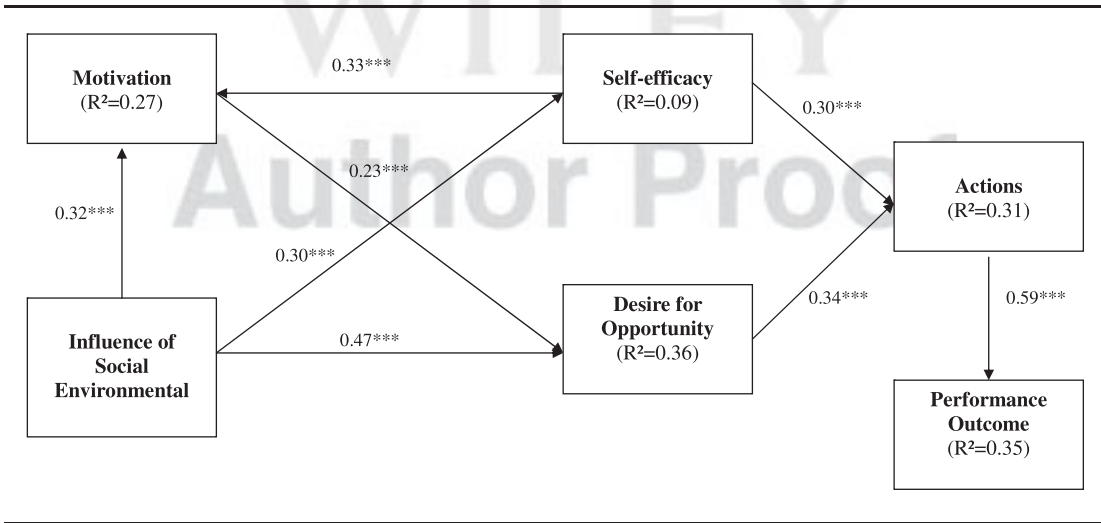 WILEY
Author Proof
Motivation
(R²=0.27)
0.33***
Self-efficacy
(R²=0.09)
0.30***
0.23***
Actions
(R²=0.31)
0.32***
0.30***
Influence of
Social
Environmental
0.47***
Desire for
Opportunity
(R²=0.36)
0.34***
0.59***
Performance
Outcome
(R²=0.35)